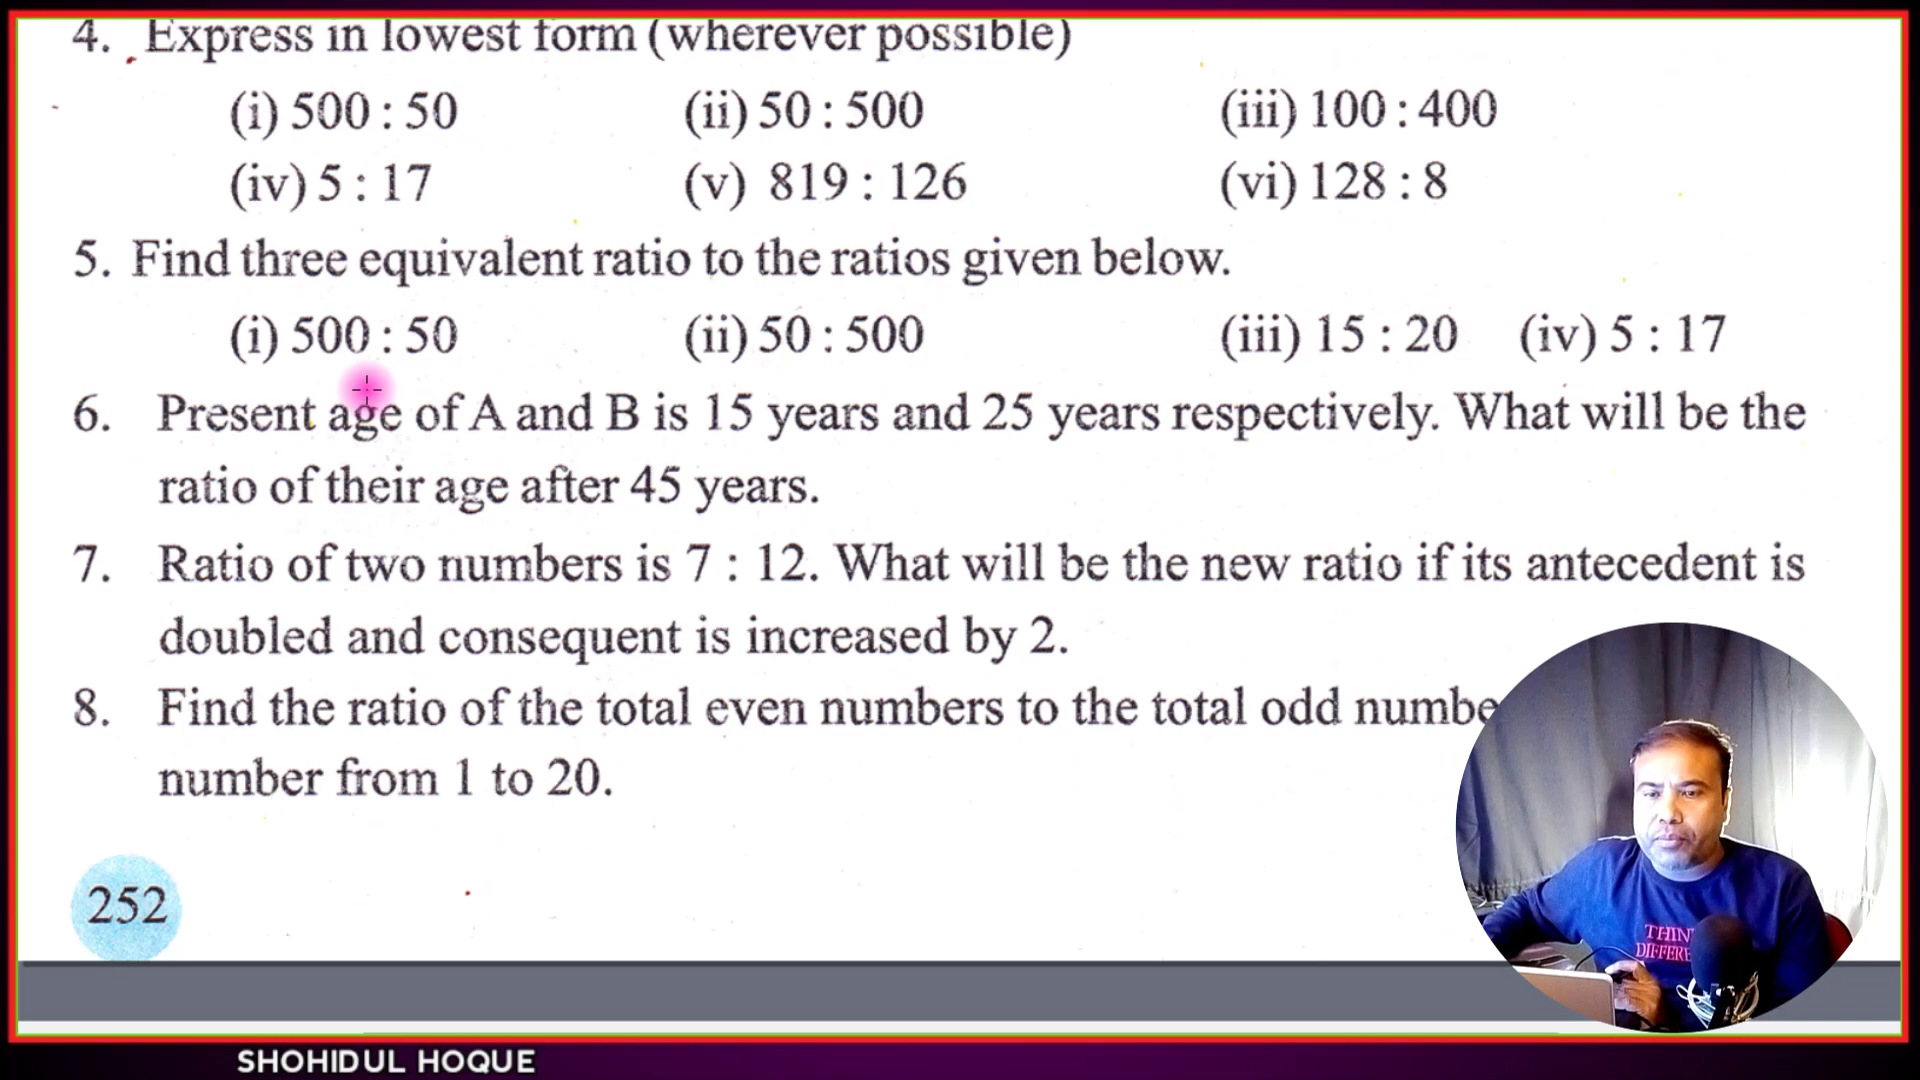 4. Express in lowest form (wherever possible)
(i) 500 : 50 (ii) 50 : 500 (iii) 100 : 400
(iv) 5 : 17 (v) 819 : 126 (vi) 128 : 8
5. Find three equivalent ratio to the ratios given below.
(i) 500 : 50 (ii) 50 : 500 (iii) 15 : 20 (iv) 5 : 17
6. Present age of A and B is 15 years and 25 years respectively. What will be the
ratio of their age after 45 years.
7. Ratio of two numbers is 7 : 12. What will be the new ratio if its antecedent is
doubled and consequent is increased by 2.
8. Find the ratio of the total even numbers to the total odd numbe
number from 1 to 20.
THIN
DIFFERE
252
SHOHIDUL HOQUE